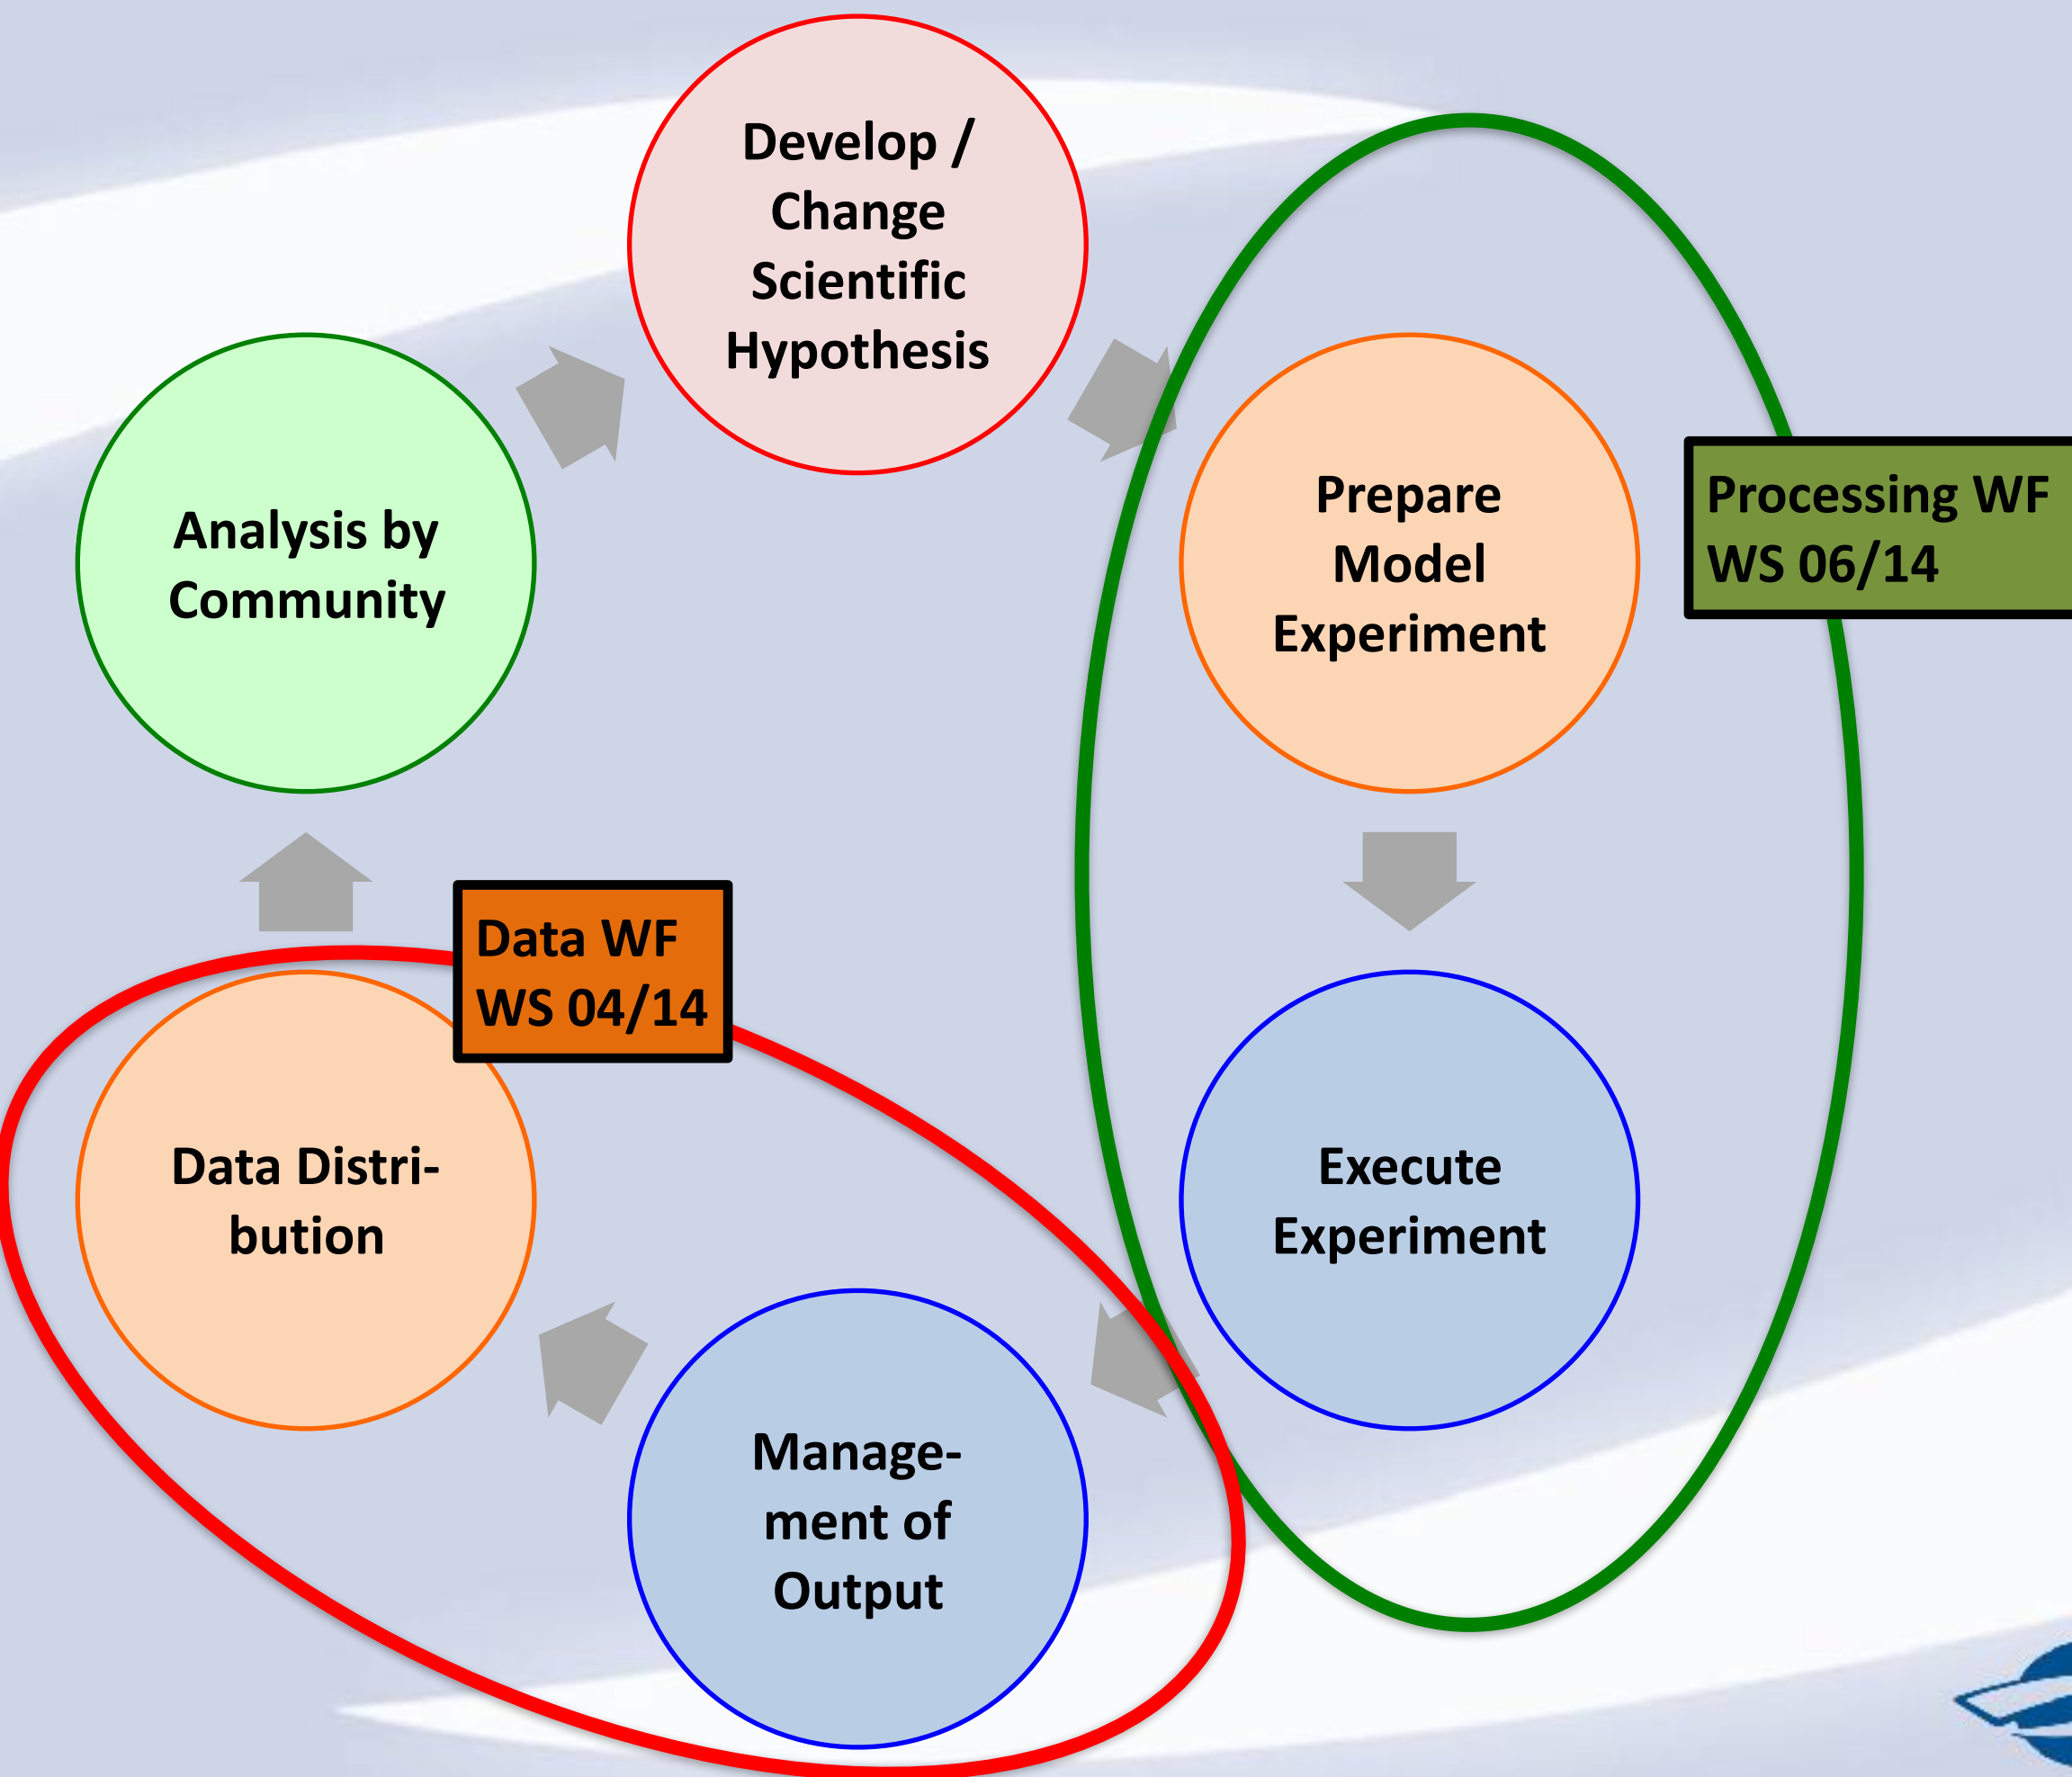 Develop /
Change
Scientific
Hypothesis
Analysis by
Community
Prepare
Model
Experiment
Processing WF
WS 06/14
Data WF
WS 04/14
Data Distri-
bution
Execute
Experiment
Manage-
ment of
Output